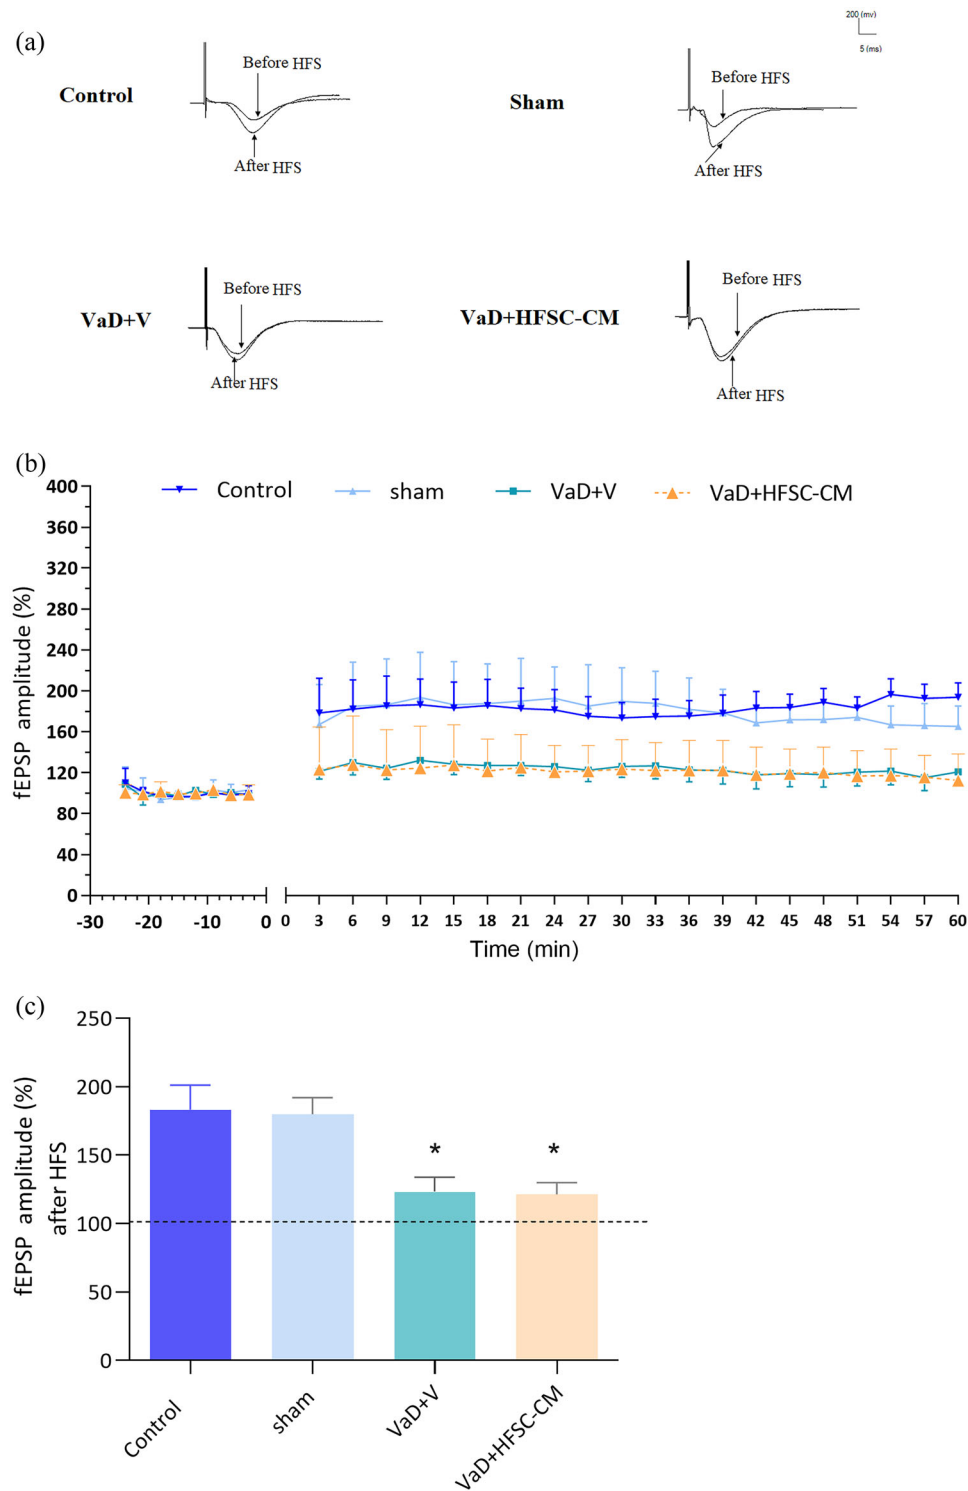 (a)
200 (mv)
5 (ms)
Control
Before HFS
After HFS
Sham
Before HFS
After HFS
VaD+V
Before HFS
After HFS
VaD+HFSC-CM
Before HFS
After HFS
(b)
Control
sham
VaD+V
VaD+HFSC-CM
fEPSP amplitude (%)
400
360
320
280
240
200
160
120
80
40
0
-30 -20 -10 0
0 3 6 9 12 15 18 21 24 27 30 33 36 39 42 45 48 51 54 57 60
Time (min)
(c)
fEPSP amplitude (%)
after HFS
250
200
150
100
50
0
* *
Control
sham
VaD+V
VaD+HFSC-CM